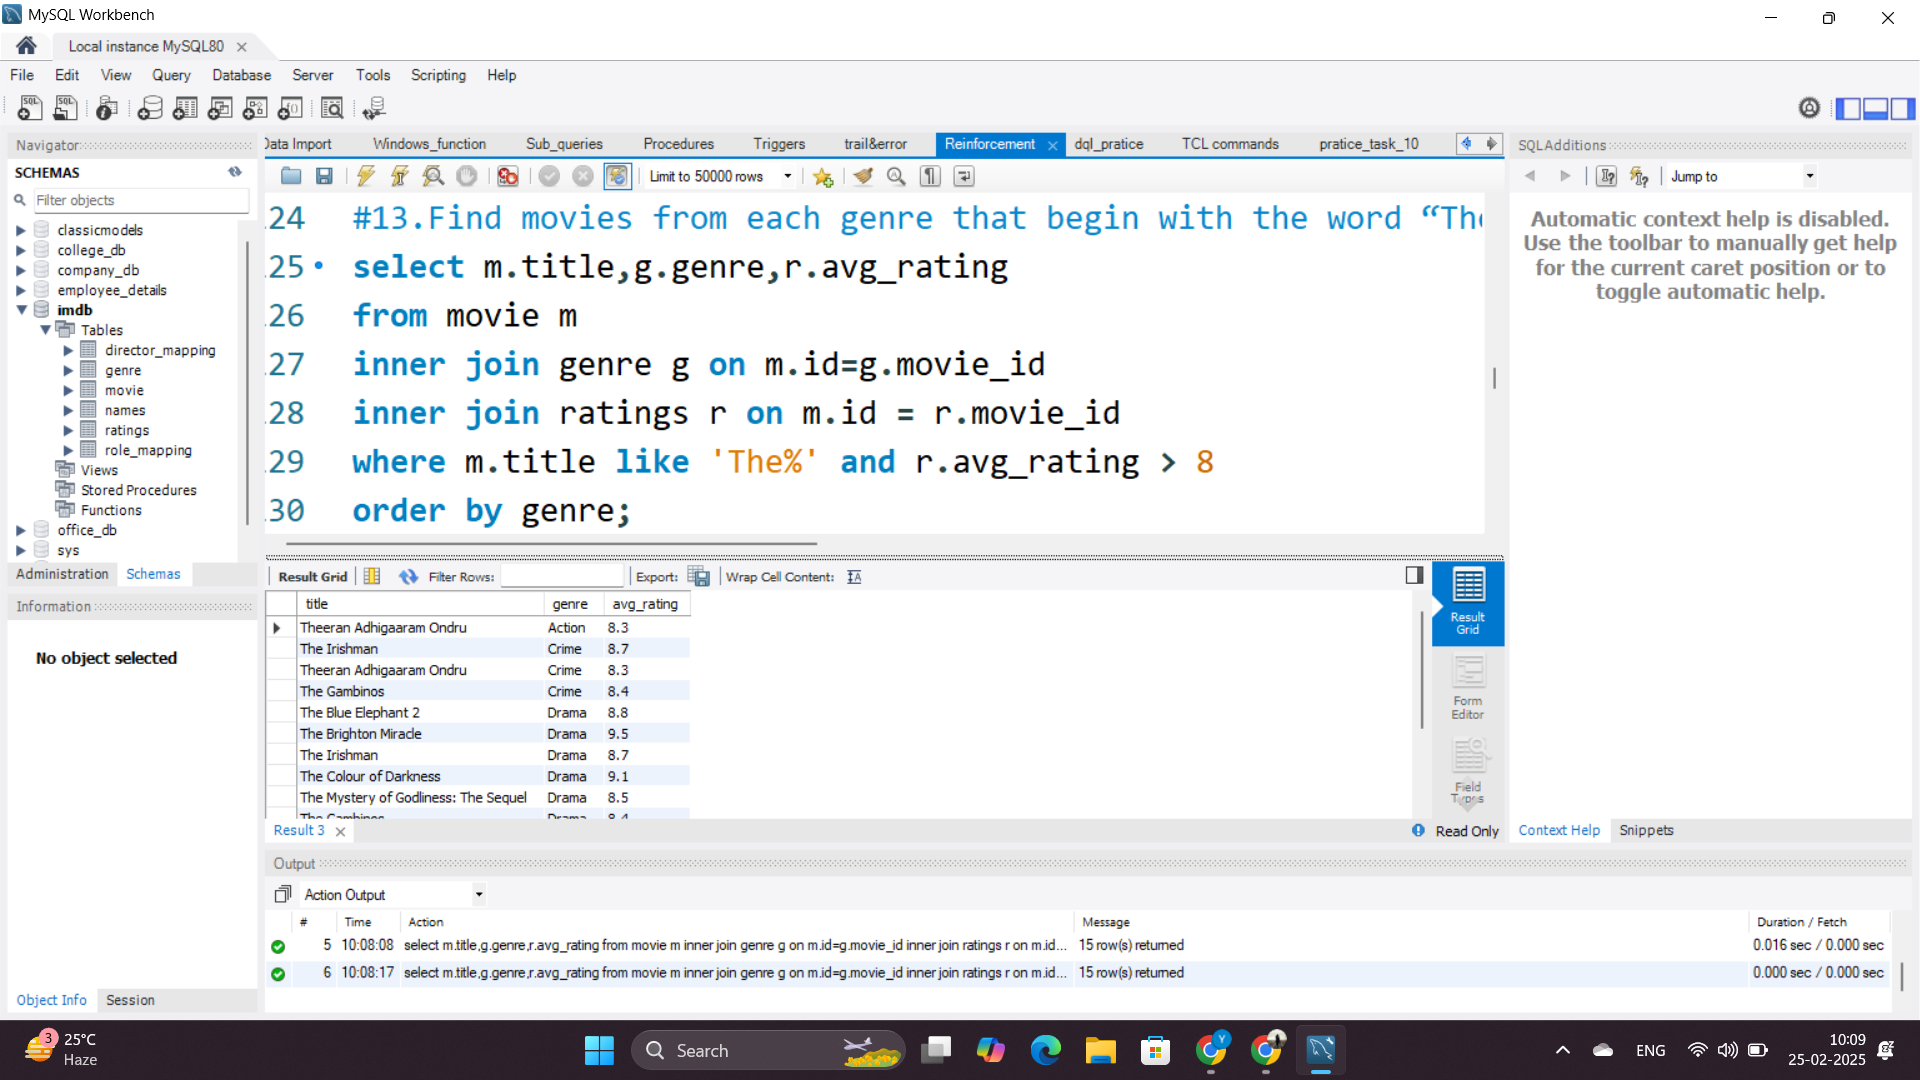 MySQL Workbench
Local instance MySQL80
File Edit View Query Database Server Tools Scripting Help
Navigator
SCHEMAS
Filter objects
classicmodels
college_db
company_db
employee_details
imdb
Tables
director_mapping
genre
movie
names
ratings
role_mapping
Views
Stored Procedures
Functions
office_db
sys
Administration Schemas
Information
No object selected
Object Info Session
Data Import Windows_function Sub_queries Procedures Triggers trail&error Reinforcement dql_pratice TCL commands pratice_task_10
Limit to 50000 rows
24 #13.Find movies from each genre that begin with the word “The
25 select m.title,g.genre,r.avg_rating
26 from movie m
27 inner join genre g on m.id=g.movie_id
28 inner join ratings r on m.id = r.movie_id
29 where m.title like 'The%' and r.avg_rating > 8
30 order by genre;
Result Grid Filter Rows: Export: Wrap Cell Content:
title genre avg_rating
Theeran Adhigaaram Ondru Action 8.3
The Irishman Crime 8.7
Theeran Adhigaaram Ondru Crime 8.3
The Gambinos Crime 8.4
The Blue Elephant 2 Drama 8.8
The Brighton Miracle Drama 9.5
The Irishman Drama 8.7
The Colour of Darkness Drama 9.1
The Mystery of Godliness: The Sequel Drama 8.5
The Gambinos Drama 8.4
Result Grid
Form Editor
Field Types
Result 3
Read Only
SQLAdditions
Jump to
Automatic context help is disabled.
Use the toolbar to manually get help
for the current caret position or to
toggle automatic help.
Context Help Snippets
Output
Action Output
# Time Action Message Duration / Fetch
5 10:08:08 select m.title,g.genre,r.avg_rating from movie m inner join genre g on m.id=g.movie_id inner join ratings r on m.id... 15 row(s) returned 0.016 sec / 0.000 sec
6 10:08:17 select m.title,g.genre,r.avg_rating from movie m inner join genre g on m.id=g.movie_id inner join ratings r on m.id... 15 row(s) returned 0.000 sec / 0.000 sec
3
25°C
Haze
Search
Y
ENG
10:09
25-02-2025